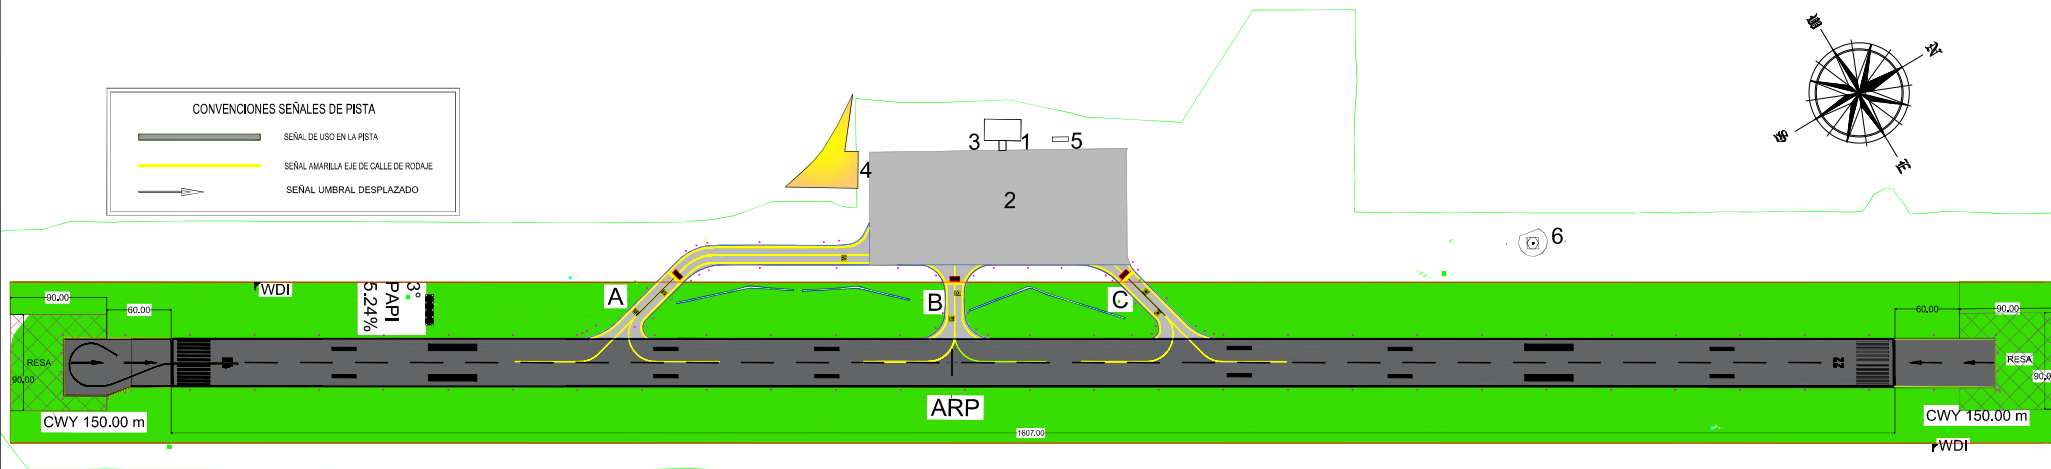 CONVENCIONES SEÑALES DE PISTA
SEÑAL DE USO EN LA PISTA
SEÑAL AMARILLA EJE DE CALLE DE RODAJE
SEÑAL UMBRAL DESPLAZADO
3
1
5
4
2
6
WDI
3°
PAPI
5.24%
A
B
C
90.00
60.00
60.00
90.00
RESA
90.00
22
RESA
90.0
CWY 150.00 m
ARP
CWY 150.00 m
1607.00
WDI